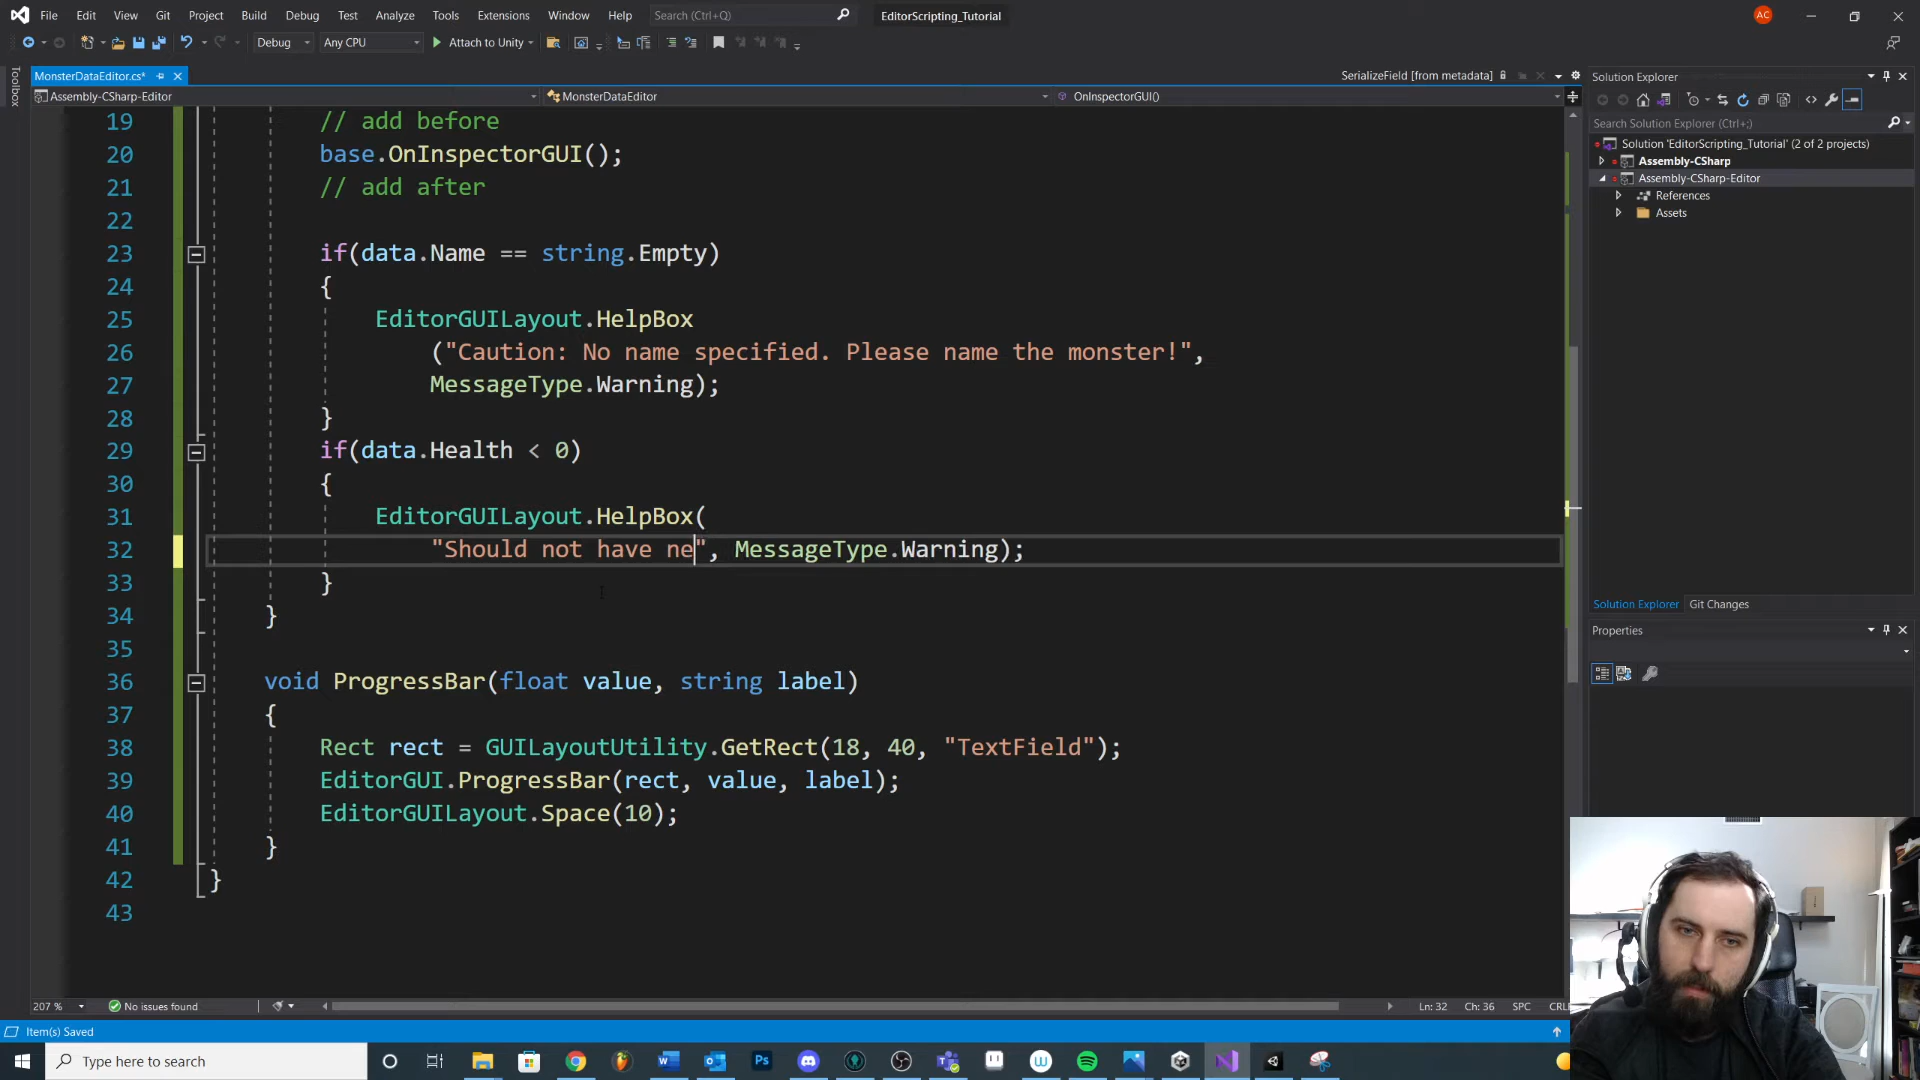 File Edit View Git Project Build Debug Test Analyze Tools Extensions Window Help Search (Ctrl+Q) EditorScripting_Tutorial AC
Debug Any CPU Attach to Unity
Toolbox
MonsterDataEditor.cs* SerializeField [from metadata]
Assembly-CSharp-Editor MonsterDataEditor OnInspectorGUI()
19 // add before
20 base.OnInspectorGUI();
21 // add after
22
23 if(data.Name == string.Empty)
24 {
25 EditorGUILayout.HelpBox
26 ("Caution: No name specified. Please name the monster!",
27 MessageType.Warning);
28 }
29 if(data.Health < 0)
30 {
31 EditorGUILayout.HelpBox(
32 "Should not have ne", MessageType.Warning);
33 }
34 }
35
36 void ProgressBar(float value, string label)
37 {
38 Rect rect = GUILayoutUtility.GetRect(18, 40, "TextField");
39 EditorGUI.ProgressBar(rect, value, label);
40 EditorGUILayout.Space(10);
41 }
42 }
43
207 % No issues found Ln: 32 Ch: 36 SPC CRL
Item(s) Saved
Solution Explorer
Search Solution Explorer (Ctrl+;)
Solution 'EditorScripting_Tutorial' (2 of 2 projects)
Assembly-CSharp
Assembly-CSharp-Editor
References
Assets
Solution Explorer Git Changes
Properties
Type here to search